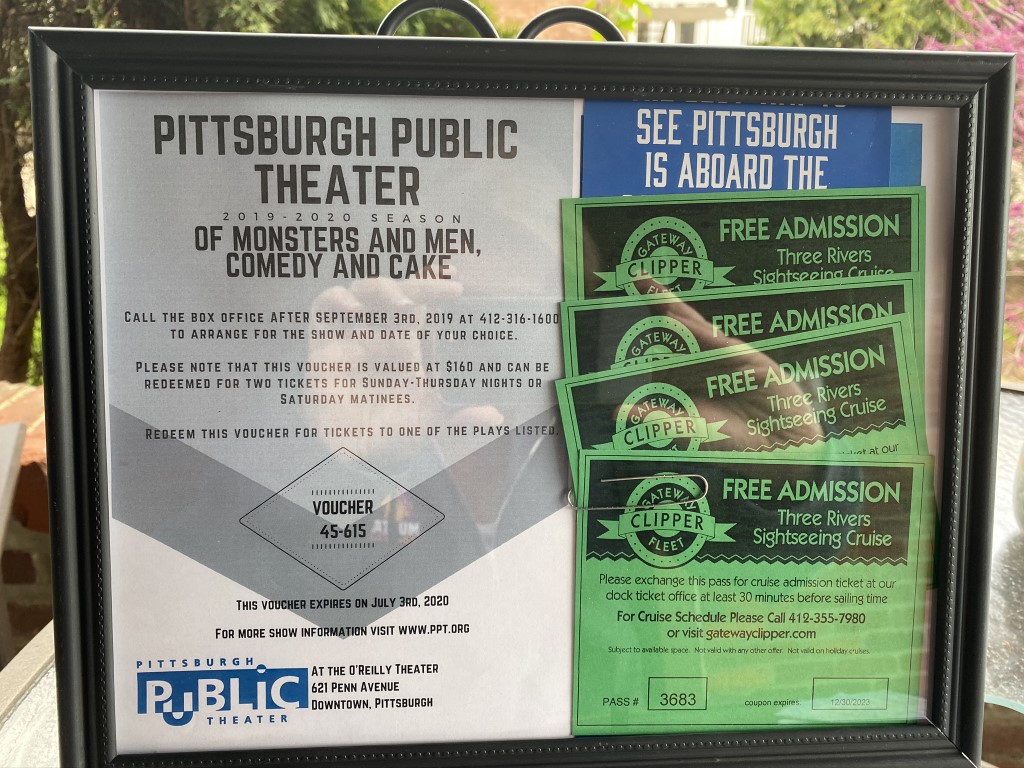 PITTSBURGH PUBLIC
THEATER
2019-2020 SEASON
OF MONSTERS AND MEN,
COMEDY AND CAKE
CALL THE BOX OFFICE AFTER SEPTEMBER 3RD, 2019 AT 412-316-1600
TO ARRANGE FOR THE SHOW AND DATE OF YOUR CHOICE.
PLEASE NOTE THAT THIS VOUCHER IS VALUED AT $160 AND CAN BE
REDEEMED FOR TWO TICKETS FOR SUNDAY-THURSDAY NIGHTS OR
SATURDAY MATINEES.
REDEEM THIS VOUCHER FOR TICKETS TO ONE OF THE PLAYS LISTED.
VOUCHER
45-615
THIS VOUCHER EXPIRES ON JULY 3RD, 2020
FOR MORE SHOW INFORMATION VISIT WWW.PPT.ORG
PITTSBURGH
PUBLIC
THEATER
AT THE O'REILLY THEATER
621 PENN AVENUE
DOWNTOWN, PITTSBURGH
SEE PITTSBURGH
IS ABOARD THE
GATEWAY
CLIPPER
FLEET
FREE ADMISSION
Three Rivers
Sightseeing Cruise
GATEWAY
CLIPPER
FREE ADMISSION
GATEWAY
CLIPPER
FREE ADMISSION
Three Rivers
Sightseeing Cruise
ticket at our
GATEWAY
CLIPPER
FLEET
FREE ADMISSION
Three Rivers
Sightseeing Cruise
Please exchange this pass for cruise admission ticket at our
dock ticket office at least 30 minutes before sailing time
For Cruise Schedule Please Call 412-355-7980
or visit gatewayclipper.com
Subject to available space. Not valid with any other offer. Not valid on holiday cruises.
PASS # 3683
coupon expires: 12/30/2023